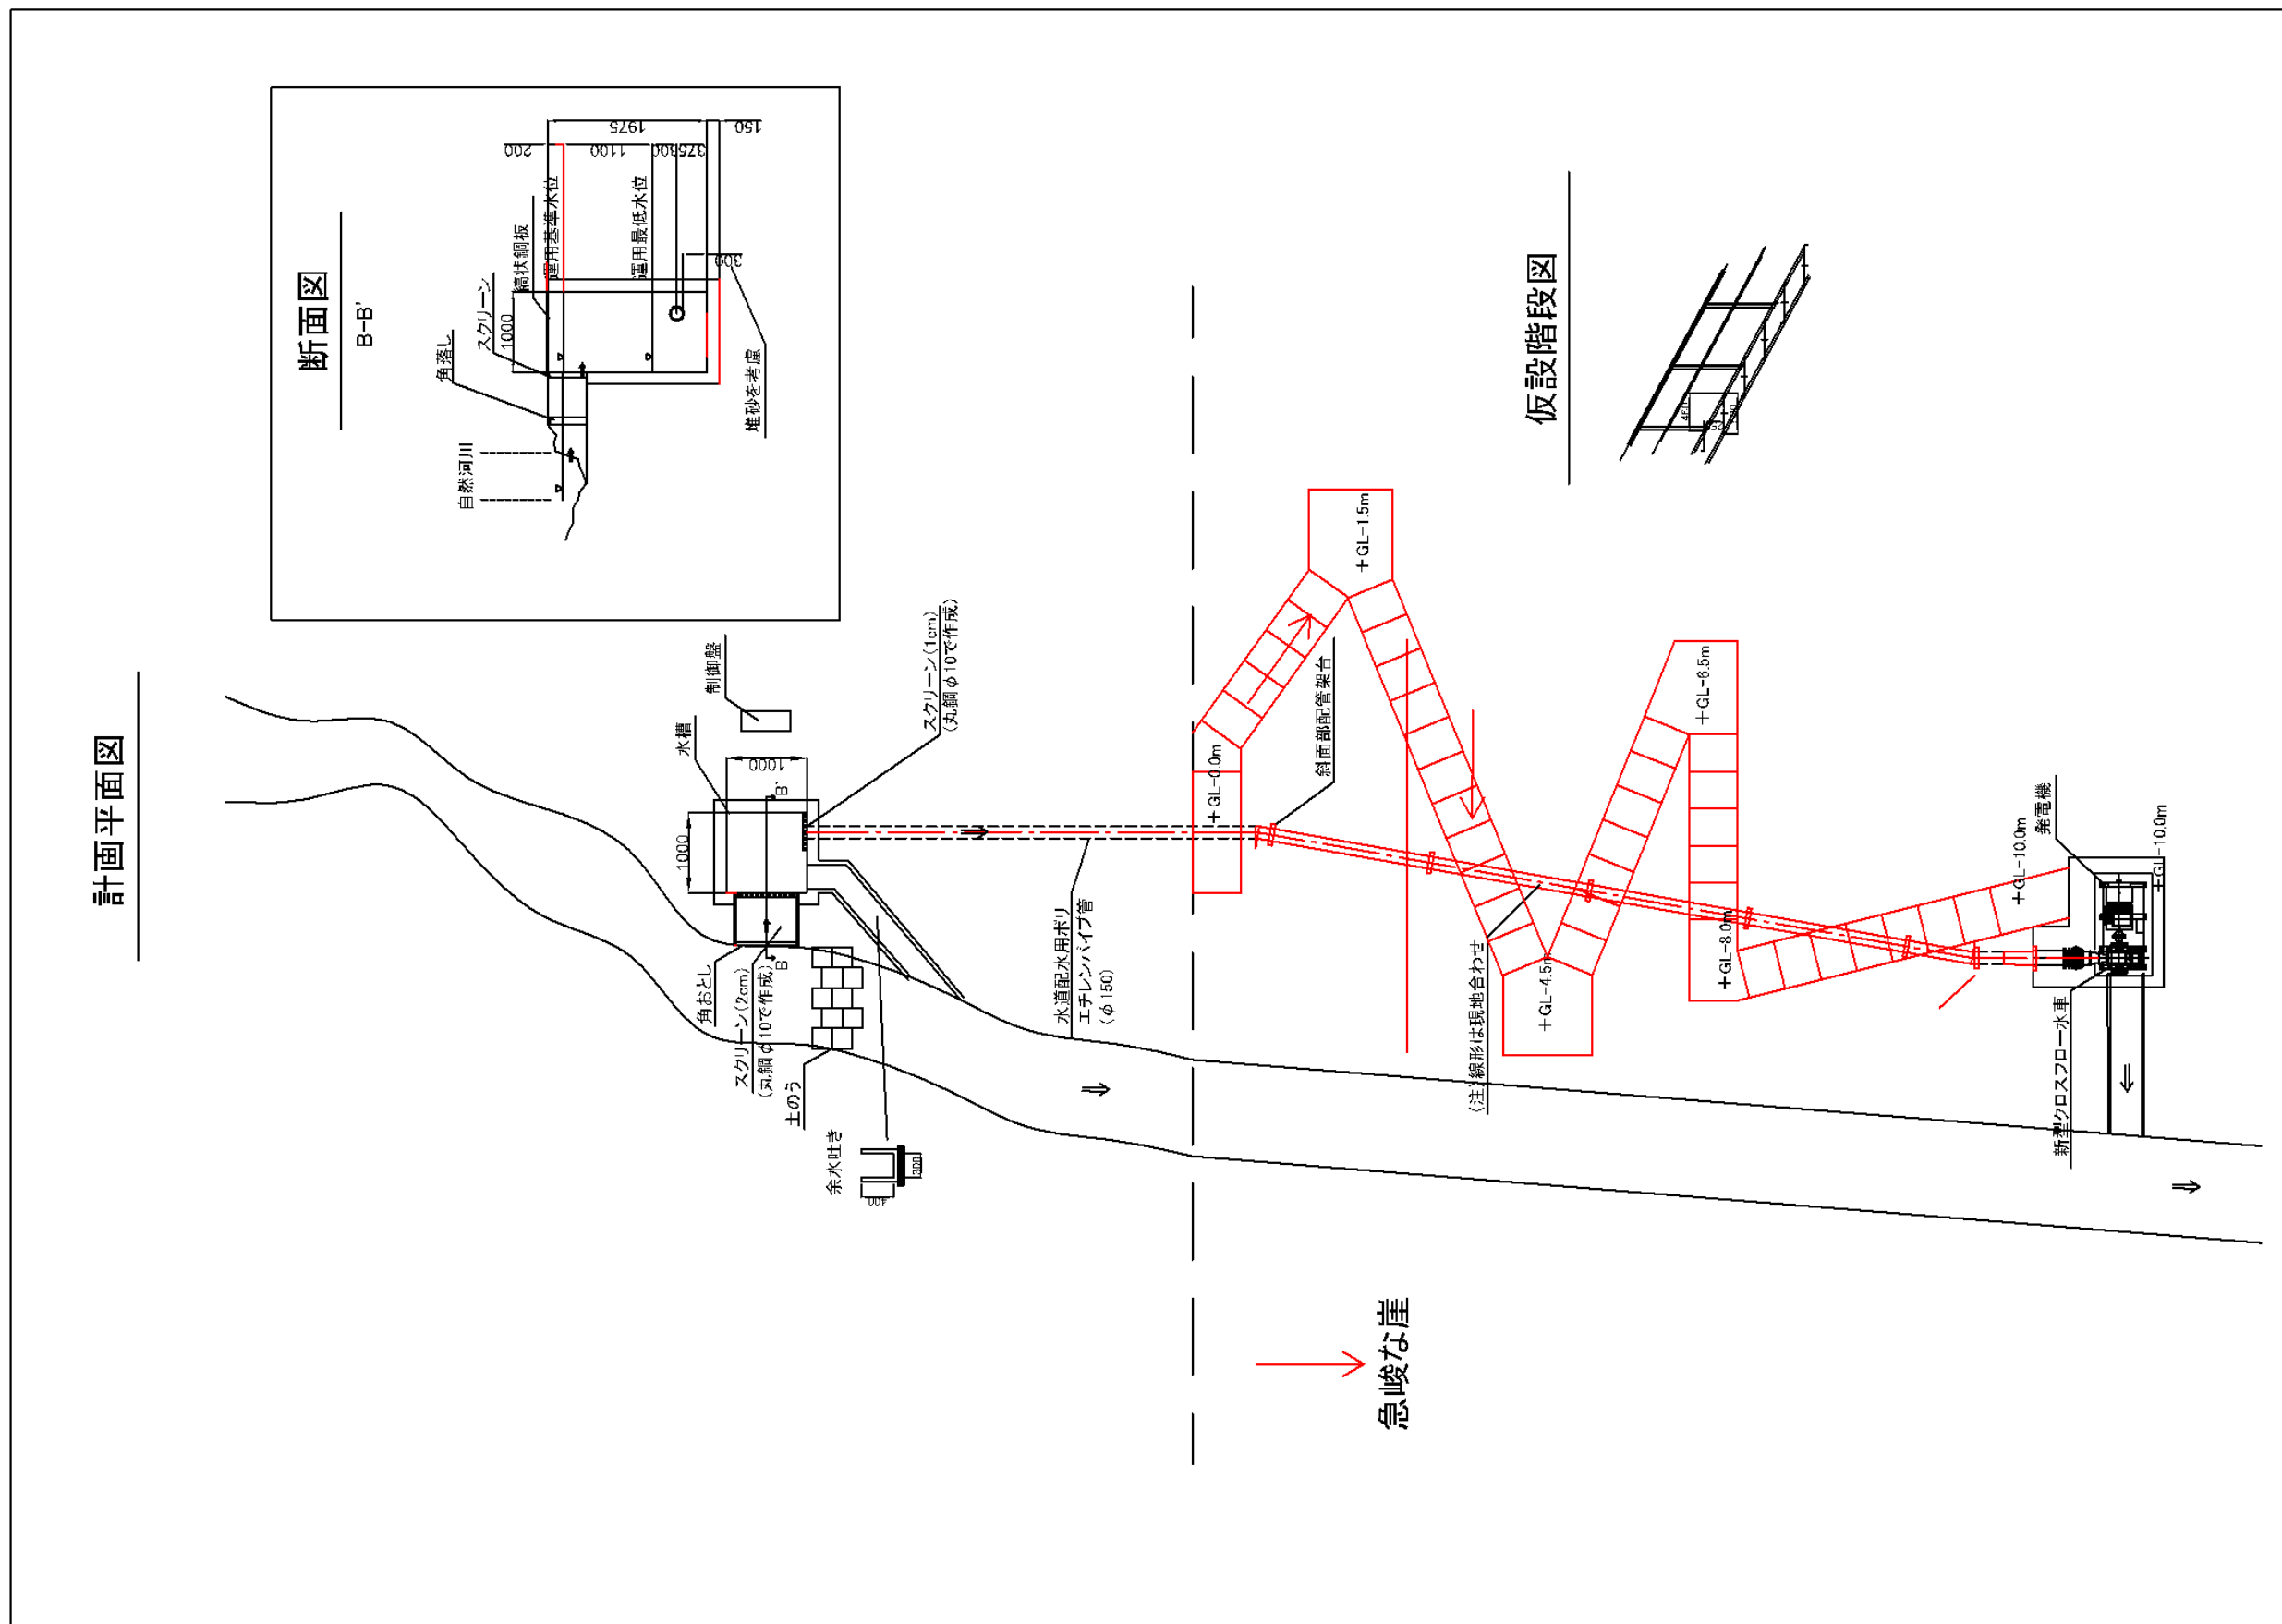 計画平面図
断面図
B-B'
自然河川
角落し
スクリーン
1000
縞状鋼板
運用基準水位
運用最低水位
200
1100
300
375
1975
150
300
堆砂を考慮
制御盤
水槽
1000
1000
B'
B
スクリーン(1cm)
(丸鋼φ10で作成)
角おとし
スクリーン(2cm)
(丸鋼φ10で作成)
土のう
余水吐き
400
300
水道配水用ポリ
エチレンパイプ管
(φ150)
仮設階段図
斜面部配管架台
(注)線形は現地合わせ
+GL-0.0m
+GL-1.5m
+GL-4.5m
+GL-6.5m
+GL-8.0m
+GL-10.0m
発電機
+GL-10.0m
新型クロスフロー水車
急峻な崖